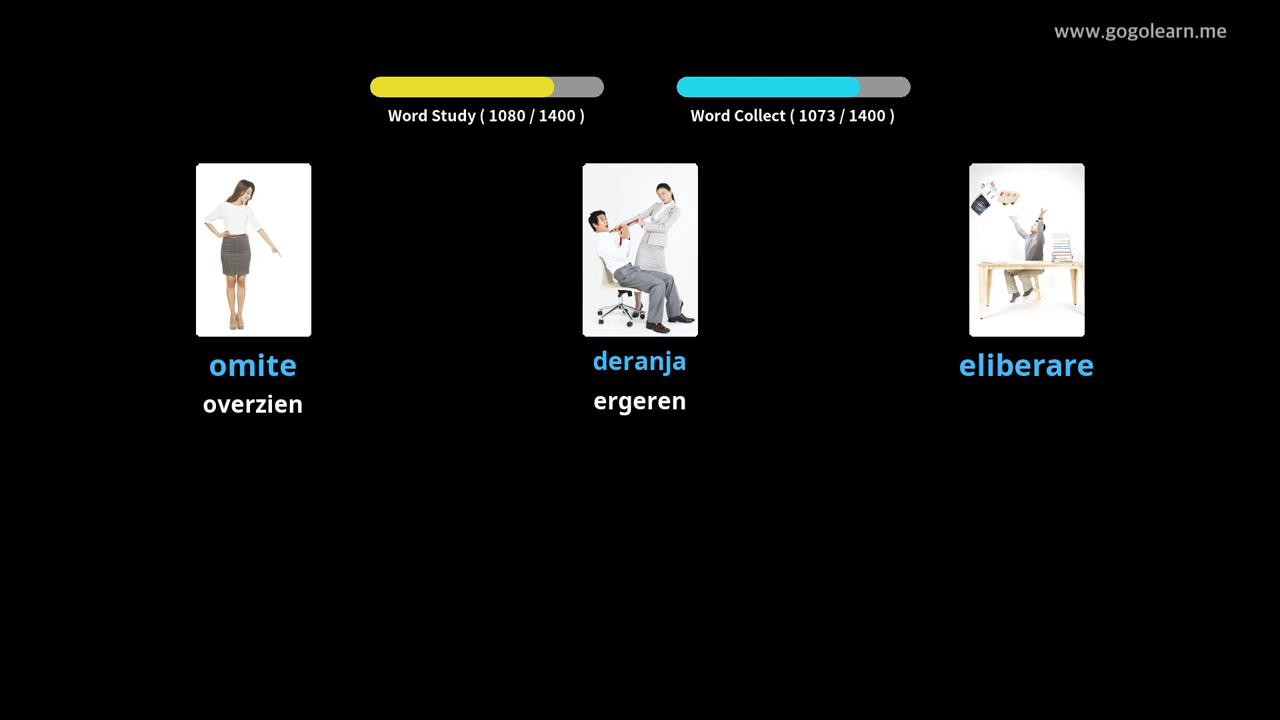 www.gogolearn.me
Word Study ( 1080 / 1400 )
Word Collect ( 1073 / 1400 )
omite
overzien
deranja
ergeren
eliberare